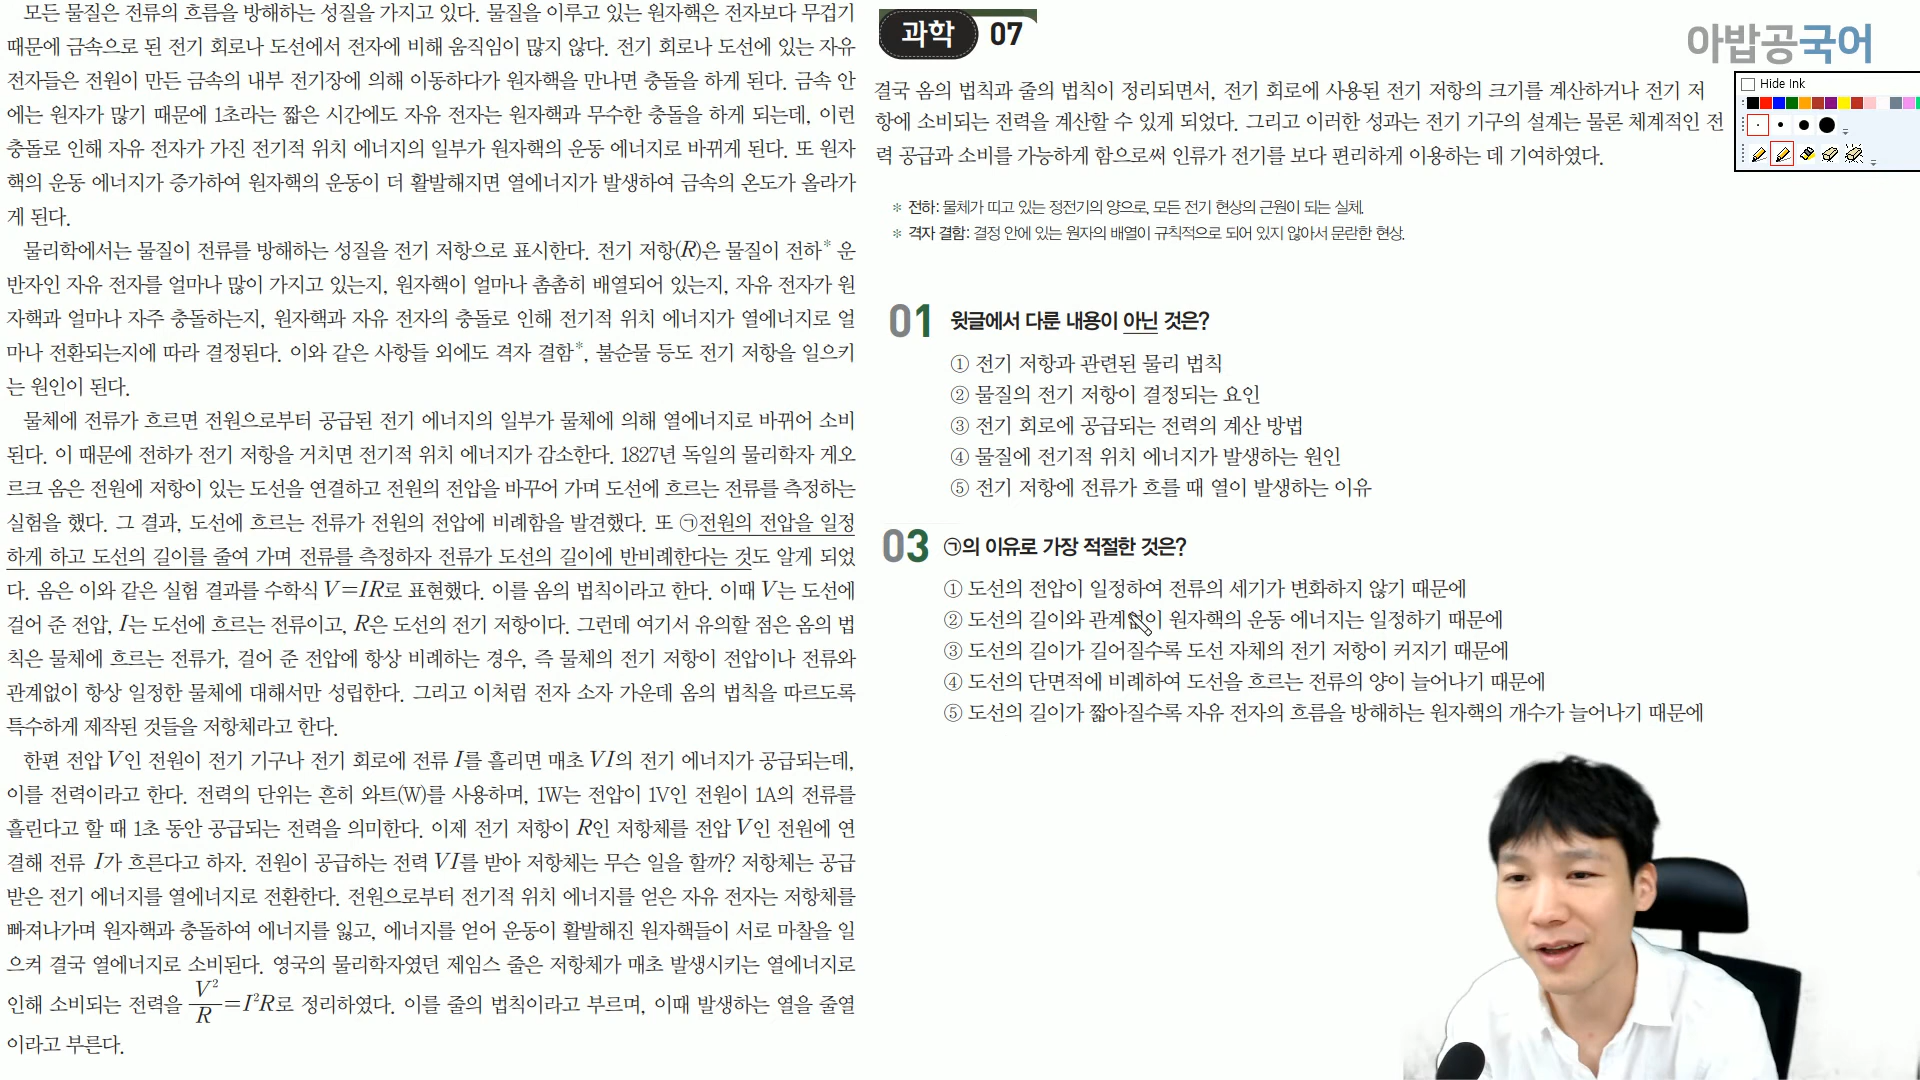 모든 물질은 전류의 흐름을 방해하는 성질을 가지고 있다. 물질을 이루고 있는 원자핵은 전자보다 무겁기
때문에 금속으로 된 전기 회로나 도선에서 전자에 비해 움직임이 많지 않다. 전기 회로나 도선에 있는 자유
전자들은 전원이 만든 금속의 내부 전기장에 의해 이동하다가 원자핵을 만나면 충돌을 하게 된다. 금속 안
에는 원자가 많기 때문에 1초라는 짧은 시간에도 자유 전자는 원자핵과 무수한 충돌을 하게 되는데, 이런
충돌로 인해 자유 전자가 가진 전기적 위치 에너지의 일부가 원자핵의 운동 에너지로 바뀌게 된다. 또 원자
핵의 운동 에너지가 증가하여 원자핵의 운동이 더 활발해지면 열에너지가 발생하여 금속의 온도가 올라가
게 된다.
물리학에서는 물질이 전류를 방해하는 성질을 전기 저항으로 표시한다. 전기 저항(R)은 물질이 전하* 운
반자인 자유 전자를 얼마나 많이 가지고 있는지, 원자핵이 얼마나 촘촘히 배열되어 있는지, 자유 전자가 원
자핵과 얼마나 자주 충돌하는지, 원자핵과 자유 전자의 충돌로 인해 전기적 위치 에너지가 열에너지로 얼
마나 전환되는지에 따라 결정된다. 이와 같은 사항들 외에도 격자 결함*, 불순물 등도 전기 저항을 일으키
는 원인이 된다.
물체에 전류가 흐르면 전원으로부터 공급된 전기 에너지의 일부가 물체에 의해 열에너지로 바뀌어 소비
된다. 이 때문에 전하가 전기 저항을 거치면 전기적 위치 에너지가 감소한다. 1827년 독일의 물리학자 게오
르크 옴은 전원에 저항이 있는 도선을 연결하고 전원의 전압을 바꾸어 가며 도선에 흐르는 전류를 측정하는
실험을 했다. 그 결과, 도선에 흐르는 전류가 전원의 전압에 비례함을 발견했다. 또 ㉠전원의 전압을 일정
하게 하고 도선의 길이를 줄여 가며 전류를 측정하자 전류가 도선의 길이에 반비례한다는 것도 알게 되었
다. 옴은 이와 같은 실험 결과를 수학식 V=IR로 표현했다. 이를 옴의 법칙이라고 한다. 이때 V는 도선에
걸어 준 전압, I는 도선에 흐르는 전류이고, R은 도선의 전기 저항이다. 그런데 여기서 유의할 점은 옴의 법
칙은 물체에 흐르는 전류가, 걸어 준 전압에 항상 비례하는 경우, 즉 물체의 전기 저항이 전압이나 전류와
관계없이 항상 일정한 물체에 대해서만 성립한다. 그리고 이처럼 전자 소자 가운데 옴의 법칙을 따르도록
특수하게 제작된 것들을 저항체라고 한다.
한편 전압 V인 전원이 전기 기구나 전기 회로에 전류 I를 흘리면 매초 VI의 전기 에너지가 공급되는데,
이를 전력이라고 한다. 전력의 단위는 흔히 와트(W)를 사용하며, 1W는 전압이 1V인 전원이 1A의 전류를
흘린다고 할 때 1초 동안 공급되는 전력을 의미한다. 이제 전기 저항이 R인 저항체를 전압 V인 전원에 연
결해 전류 I가 흐른다고 하자. 전원이 공급하는 전력 VI를 받아 저항체는 무슨 일을 할까? 저항체는 공급
받은 전기 에너지를 열에너지로 전환한다. 전원으로부터 전기적 위치 에너지를 얻은 자유 전자는 저항체를
빠져나가며 원자핵과 충돌하여 에너지를 잃고, 에너지를 얻어 운동이 활발해진 원자핵들이 서로 마찰을 일
으켜 결국 열에너지로 소비된다. 영국의 물리학자였던 제임스 줄은 저항체가 매초 발생시키는 열에너지로
인해 소비되는 전력을 V²/R=I²R로 정리하였다. 이를 줄의 법칙이라고 부르며, 이때 발생하는 열을 줄열
이라고 부른다.
과학 07
결국 옴의 법칙과 줄의 법칙이 정리되면서, 전기 회로에 사용된 전기 저항의 크기를 계산하거나 전기 저
항에 소비되는 전력을 계산할 수 있게 되었다. 그리고 이러한 성과는 전기 기구의 설계는 물론 체계적인 전
력 공급과 소비를 가능하게 함으로써 인류가 전기를 보다 편리하게 이용하는 데 기여하였다.
* 전하: 물체가 띠고 있는 정전기의 양으로, 모든 전기 현상의 근원이 되는 실체.
* 격자 결함: 결정 안에 있는 원자의 배열이 규칙적으로 되어 있지 않아서 문란한 현상.
01 윗글에서 다룬 내용이 아닌 것은?
① 전기 저항과 관련된 물리 법칙
② 물질의 전기 저항이 결정되는 요인
③ 전기 회로에 공급되는 전력의 계산 방법
④ 물질에 전기적 위치 에너지가 발생하는 원인
⑤ 전기 저항에 전류가 흐를 때 열이 발생하는 이유
03 ㉠의 이유로 가장 적절한 것은?
① 도선의 전압이 일정하여 전류의 세기가 변화하지 않기 때문에
② 도선의 길이와 관계없이 원자핵의 운동 에너지는 일정하기 때문에
③ 도선의 길이가 길어질수록 도선 자체의 전기 저항이 커지기 때문에
④ 도선의 단면적에 비례하여 도선을 흐르는 전류의 양이 늘어나기 때문에
⑤ 도선의 길이가 짧아질수록 자유 전자의 흐름을 방해하는 원자핵의 개수가 늘어나기 때문에
아밥공국어
Hide Ink